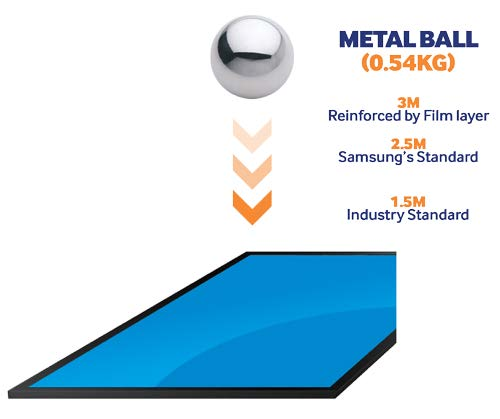 METAL BALL
(0.54KG)
3M
Reinforced by Film layer
2.5M
Samsung's Standard
1.5M
Industry Standard